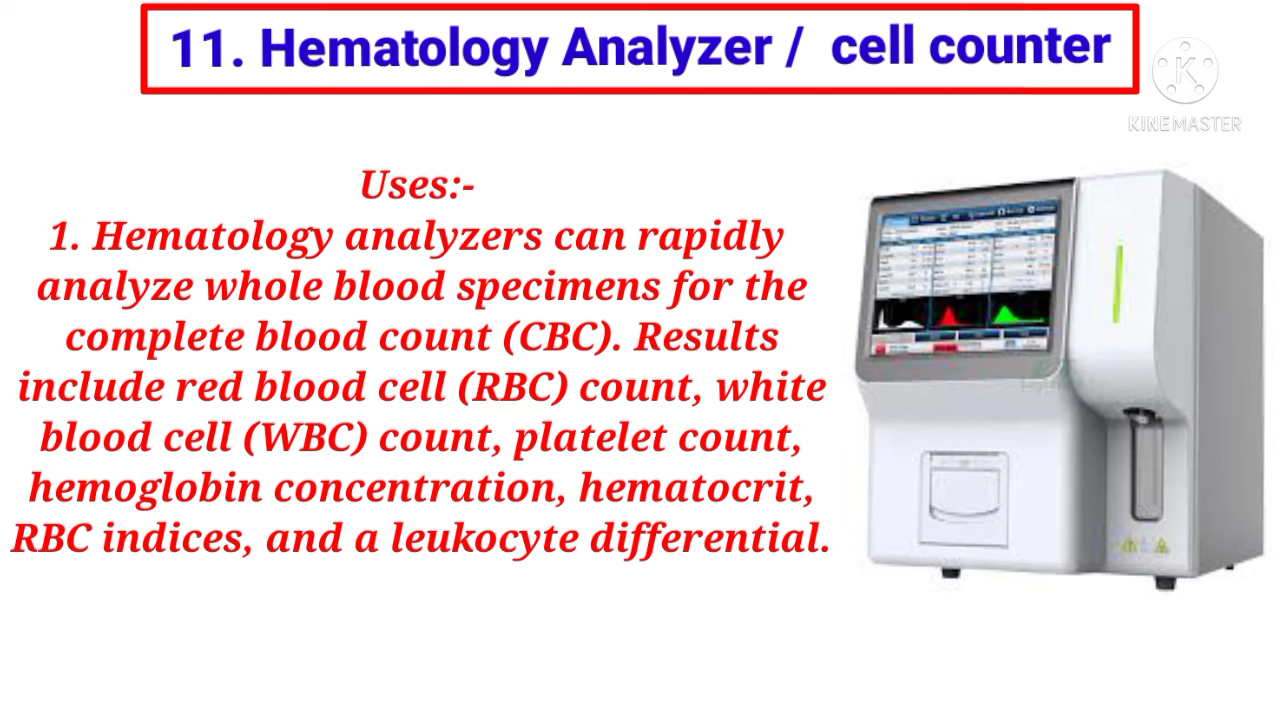 11. Hematology Analyzer / cell counter
KINEMASTER
Uses:-
1. Hematology analyzers can rapidly
analyze whole blood specimens for the
complete blood count (CBC). Results
include red blood cell (RBC) count, white
blood cell (WBC) count, platelet count,
hemoglobin concentration, hematocrit,
RBC indices, and a leukocyte differential.